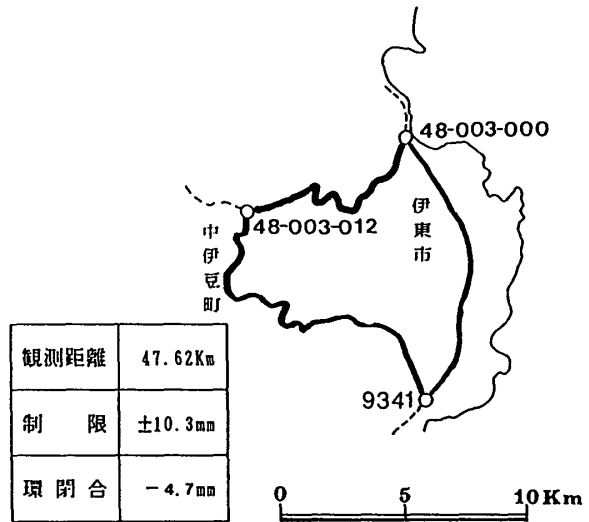 48-003-000
伊東市
48-003-012
中伊豆町
9341
観測距離 47.62Km
制限 ±10.3mm
環閉合 -4.7mm
0 5 10Km